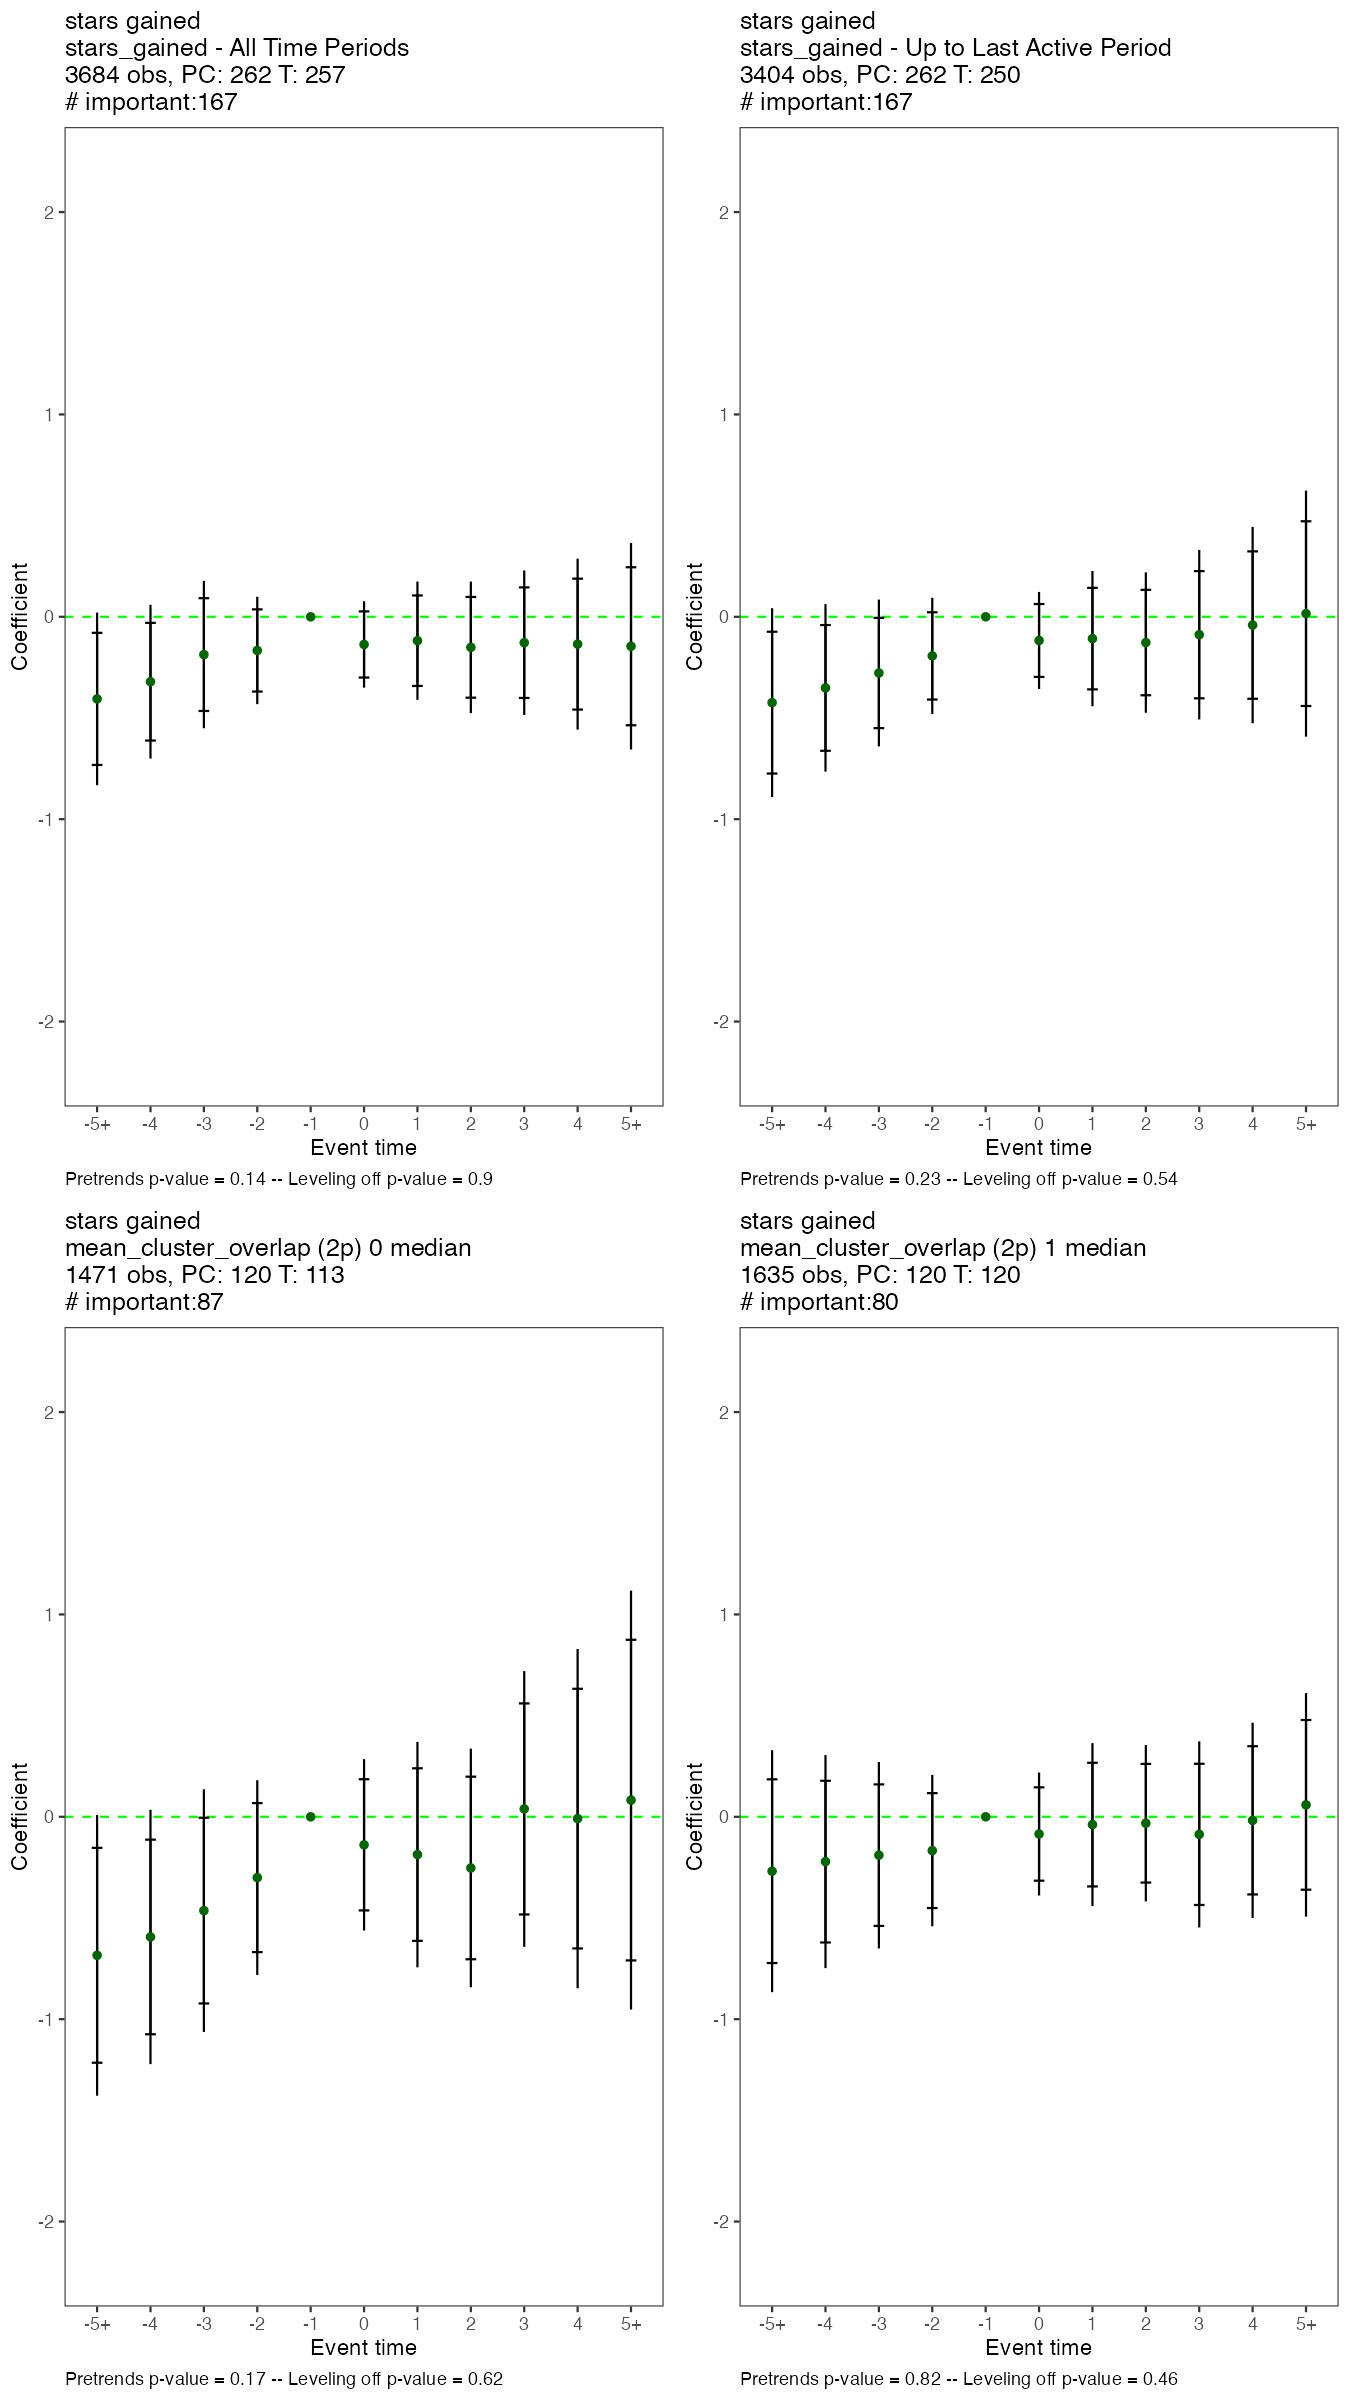 stars gained
stars_gained - All Time Periods
3684 obs, PC: 262 T: 257
# important:167
2
1
0
-1
-2
Coefficient
-5+ -4 -3 -2 -1 0 1 2 3 4 5+
Event time
Pretrends p-value = 0.14 -- Leveling off p-value = 0.9
stars gained
stars_gained - Up to Last Active Period
3404 obs, PC: 262 T: 250
# important:167
2
1
0
-1
-2
Coefficient
-5+ -4 -3 -2 -1 0 1 2 3 4 5+
Event time
Pretrends p-value = 0.23 -- Leveling off p-value = 0.54
stars gained
mean_cluster_overlap (2p) 0 median
1471 obs, PC: 120 T: 113
# important:87
2
1
0
-1
-2
Coefficient
-5+ -4 -3 -2 -1 0 1 2 3 4 5+
Event time
Pretrends p-value = 0.17 -- Leveling off p-value = 0.62
stars gained
mean_cluster_overlap (2p) 1 median
1635 obs, PC: 120 T: 120
# important:80
2
1
0
-1
-2
Coefficient
-5+ -4 -3 -2 -1 0 1 2 3 4 5+
Event time
Pretrends p-value = 0.82 -- Leveling off p-value = 0.46